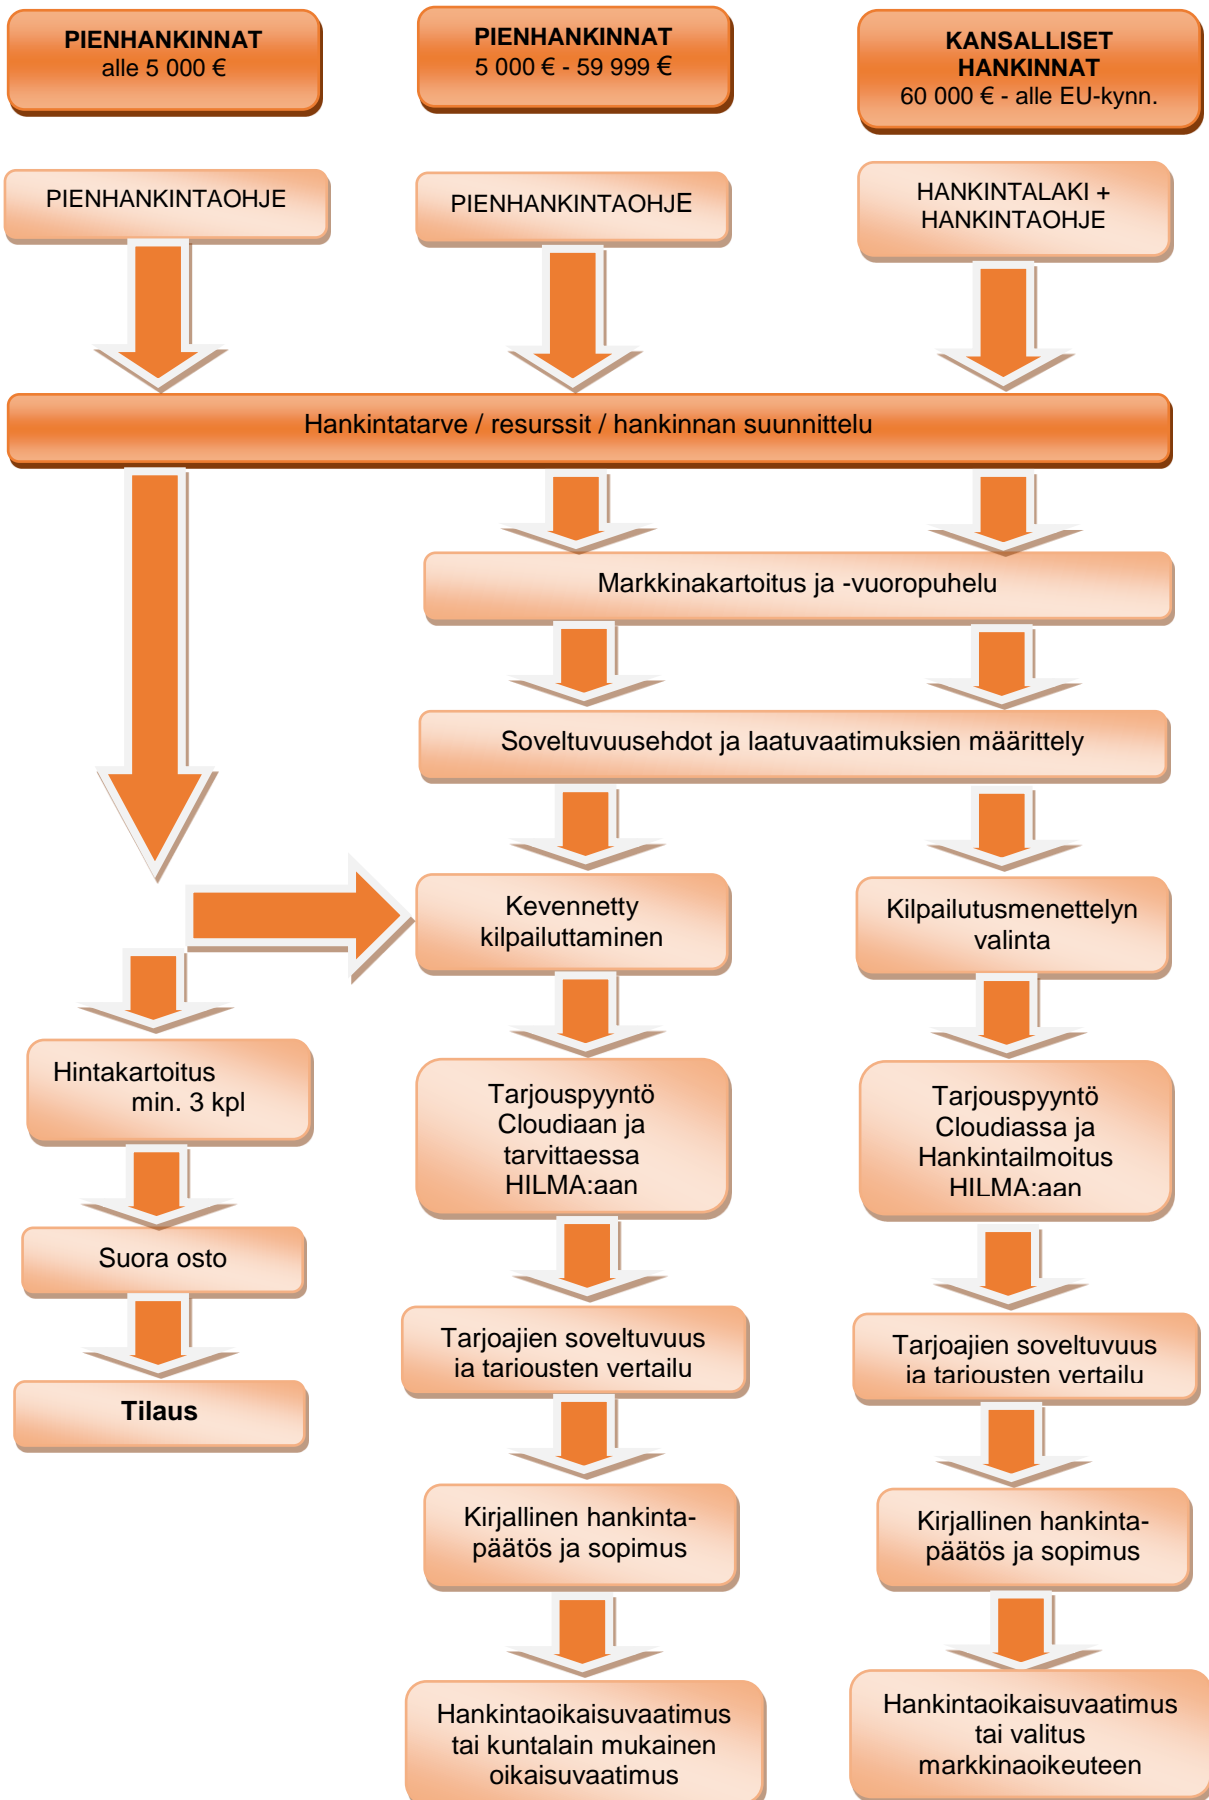 PIENHANKINNAT
alle 5 000 €
PIENHANKINNAT
5 000 € - 59 999 €
KANSALLISET
HANKINNAT
60 000 € - alle EU-kynn.
PIENHANKINTAOHJE
PIENHANKINTAOHJE
HANKINTALAKI +
HANKINTAOHJE
Hankintatarve / resurssit / hankinnan suunnittelu
Markkinakartoitus ja -vuoropuhelu
Soveltuvuusehdot ja laatuvaatimuksien määrittely
Kevennetty
kilpailuttaminen
Kilpailutusmenettelyn
valinta
Hintakartoitus
min. 3 kpl
Tarjouspyyntö
Cloudiaan ja
tarvittaessa
HILMA:aan
Tarjouspyyntö
Cloudiassa ja
Hankintailmoitus
HILMA:aan
Suora osto
Tarjoajien soveltuvuus
ja tarjousten vertailu
Tarjoajien soveltuvuus
ja tarjousten vertailu
Tilaus
Kirjallinen hankinta-
päätös ja sopimus
Kirjallinen hankinta-
päätös ja sopimus
Hankintaoikaisuvaatimus
tai kuntalain mukainen
oikaisuvaatimus
Hankintaoikaisuvaatimus
tai valitus
markkinaoikeuteen